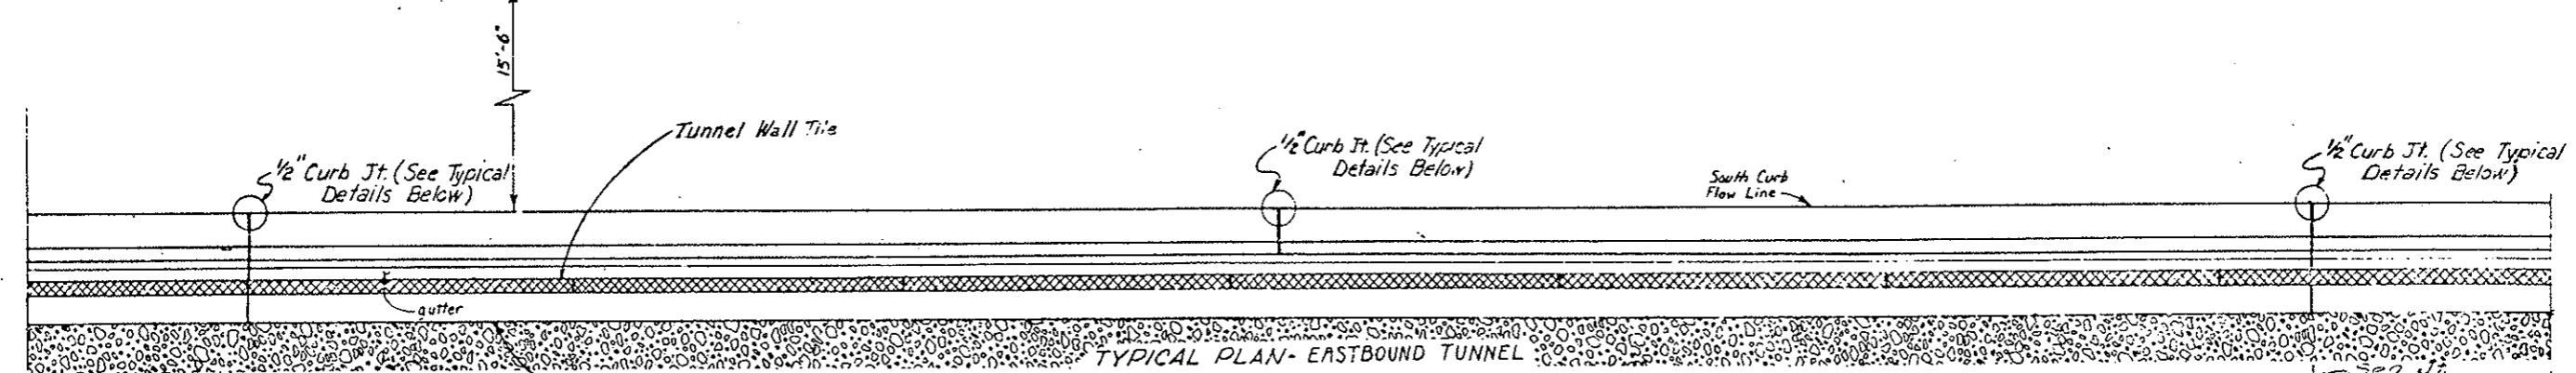 15'-6"
Tunnel Wall Tile
1/2" Curb Jt. (See Typical
Details Below)
1/2" Curb Jt. (See Typical
Details Below)
South Curb
Flow Line
1/2" Curb Jt. (See Typical
Details Below)
gutter
TYPICAL PLAN - EASTBOUND TUNNEL